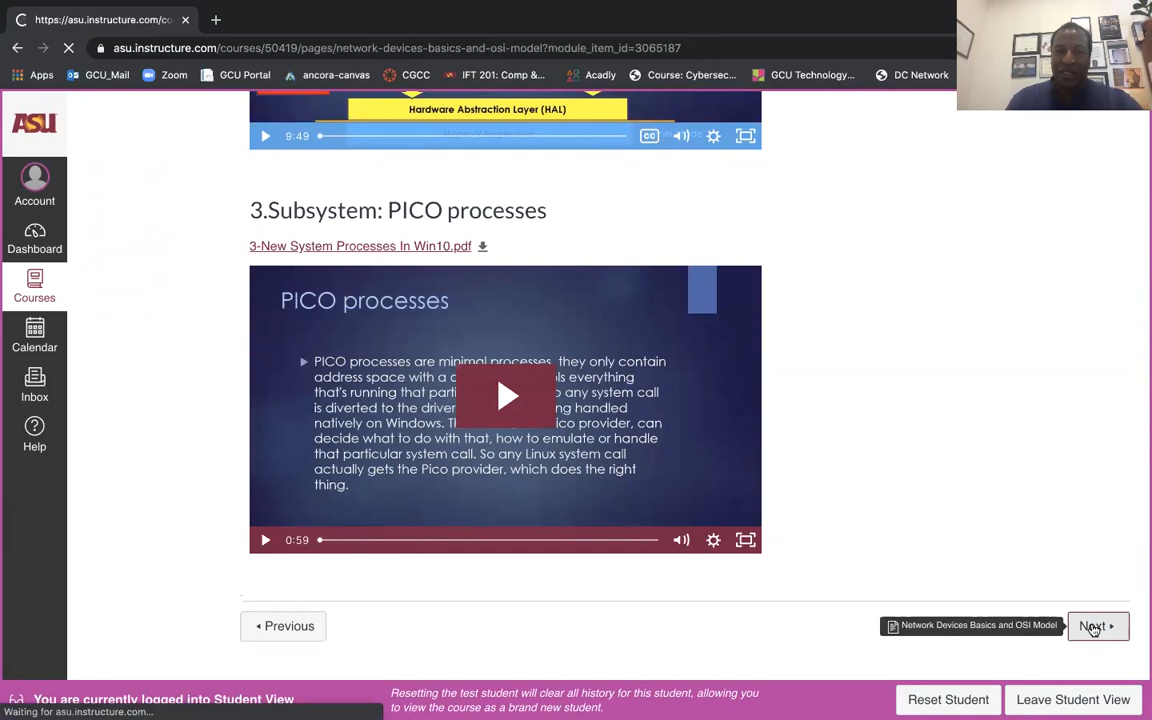 https://asu.instructure.com/co
asu.instructure.com/courses/50419/pages/network-devices-basics-and-osi-model?module_item_id=3065187
Apps GCU_Mail Zoom GCU Portal ancora-canvas CGCC IFT 201: Comp &... Acadly Course: Cybersec... GCU Technology... DC Network
ASU
Account
Dashboard
Courses
Calendar
Inbox
Help
Hardware Abstraction Layer (HAL)
9:49
CC
3.Subsystem: PICO processes
3-New System Processes In Win10.pdf
PICO processes
PICO processes are minimal processes, they only contain
address space with a ls everything
that's running that parti o any system call
is diverted to the driver ng handled
natively on Windows. Th ico provider, can
decide what to do with that, how to emulate or handle
that particular system call. So any Linux system call
actually gets the Pico provider, which does the right
thing.
0:59
Previous
Network Devices Basics and OSI Model
Next
You are currently logged into Student View
Resetting the test student will clear all history for this student, allowing you
to view the course as a brand new student.
Reset Student
Leave Student View
Waiting for asu.instructure.com...